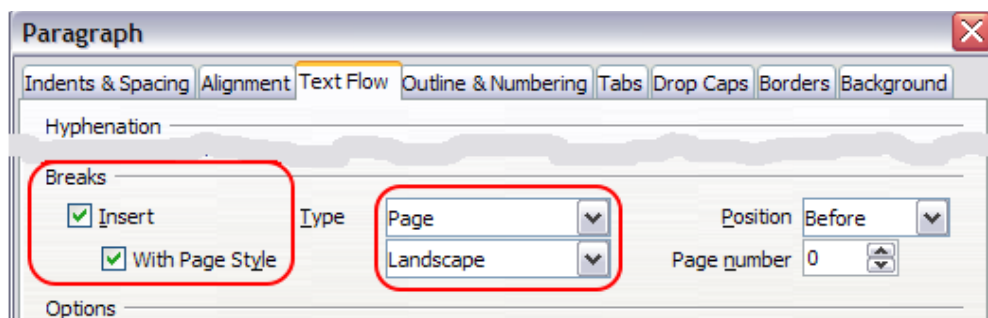 Paragraph
Indents & Spacing Alignment Text Flow Outline & Numbering Tabs Drop Caps Borders Background
Hyphenation
Breaks
Insert Type Page Position Before
With Page Style Landscape Page number 0
Options